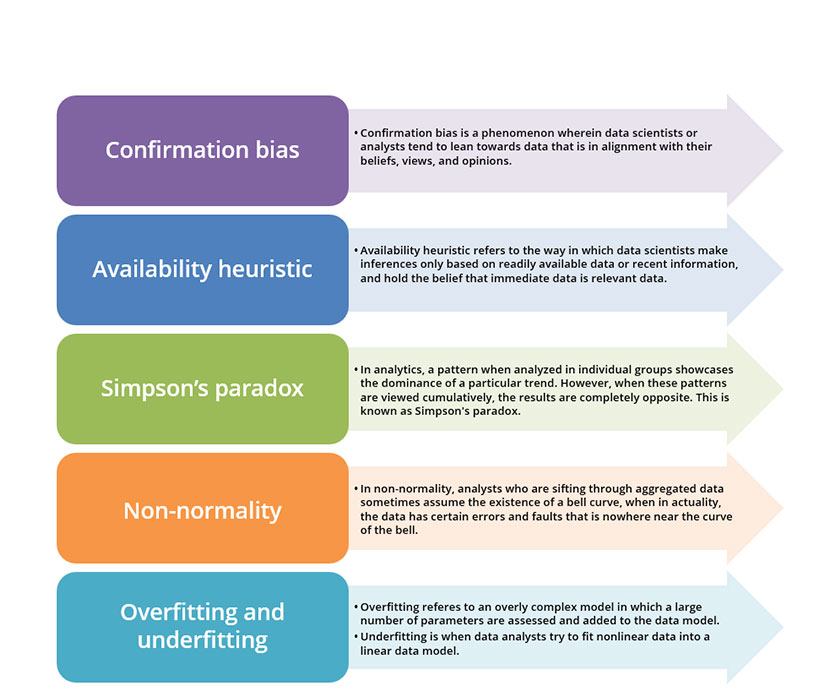 Confirmation bias
• Confirmation bias is a phenomenon wherein data scientists or
analysts tend to lean towards data that is in alignment with their
beliefs, views, and opinions.
Availability heuristic
• Availability heuristic refers to the way in which data scientists make
inferences only based on readily available data or recent information,
and hold the belief that immediate data is relevant data.
Simpson’s paradox
• In analytics, a pattern when analyzed in individual groups showcases
the dominance of a particular trend. However, when these patterns
are viewed cumulatively, the results are completely opposite. This is
known as Simpson's paradox.
Non-normality
• In non-normality, analysts who are sifting through aggregated data
sometimes assume the existence of a bell curve, when in actuality,
the data has certain errors and faults that is nowhere near the curve
of the bell.
Overfitting and
underfitting
• Overfitting referes to an overly complex model in which a large
number of parameters are assessed and added to the data model.
• Underfitting is when data analysts try to fit nonlinear data into a
linear data model.